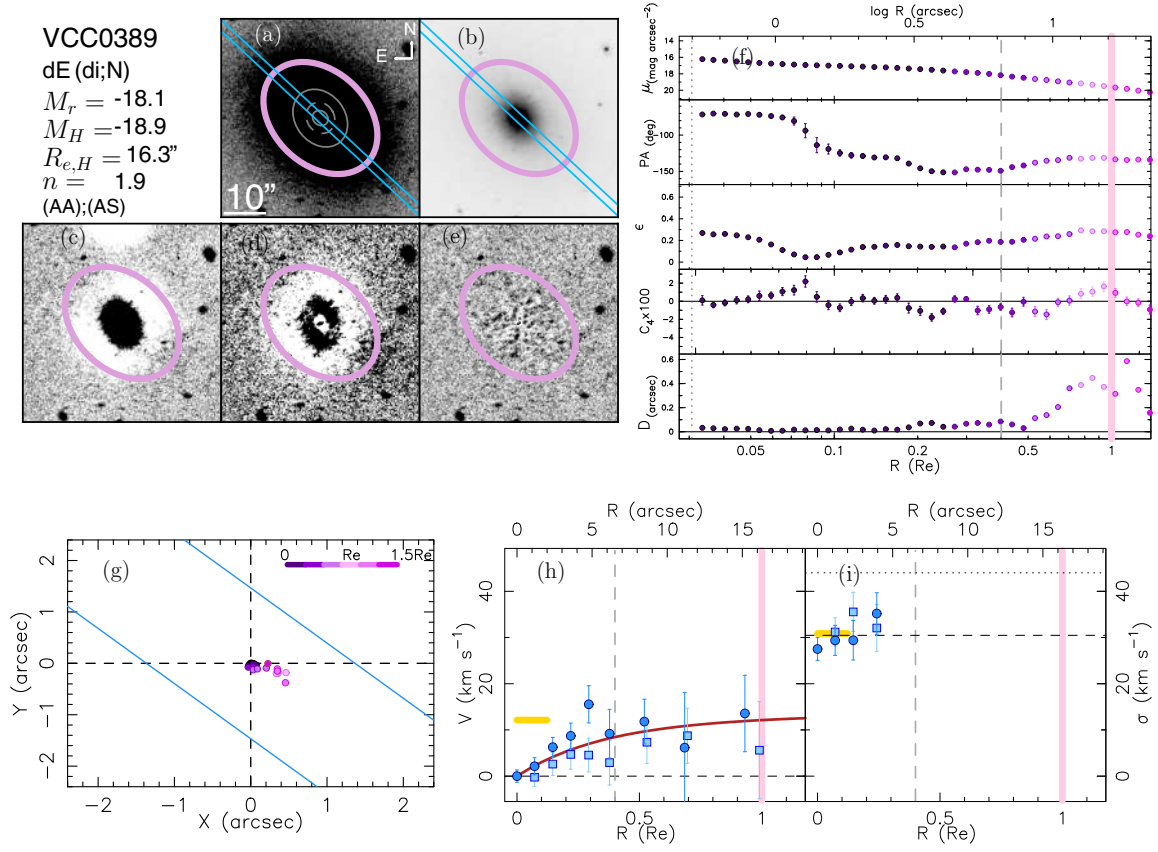 VCC0389
dE (di;N)
M_r = -18.1
M_H = -18.9
R_{e,H} = 16.3"
n = 1.9
(AA);(AS)
(a)
N
E
10"
(b)
(c)
(d)
(e)
log R (arcsec)
0 0.5 1
(f)
μ(mag arcsec⁻²)
14
16
18
20
PA (deg)
-100
-150
ε
0.6
0.4
0.2
0
C₄x100
2
0
-2
-4
D (arcsec)
0.6
0.4
0.2
0
0.05 0.1 0.2 0.5 1
R (Re)
(g)
0 Re 1.5Re
Y (arcsec)
2
1
0
-1
-2
-2 -1 0 1 2
X (arcsec)
R (arcsec)
0 5 10 15
(h)
V (km s⁻¹)
40
20
0
0 0.5 1
R (Re)
R (arcsec)
0 5 10 15
(i)
σ (km s⁻¹)
40
20
0
0 0.5 1
R (Re)